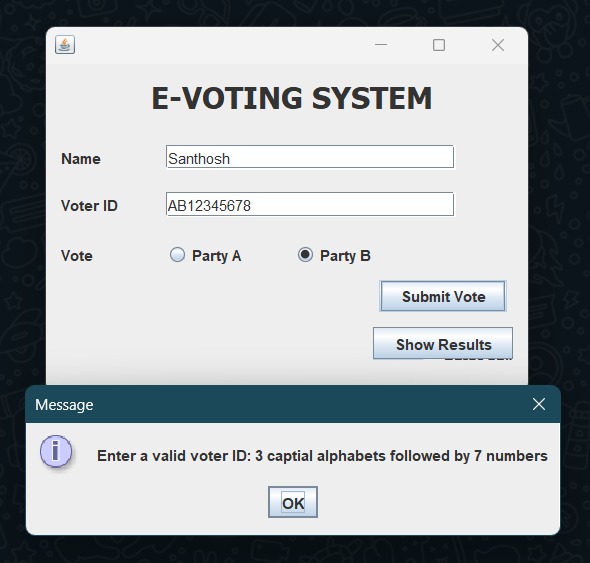 E-VOTING SYSTEM
Name
Santhosh
Voter ID
AB12345678
Vote
Party A
Party B
Submit Vote
Show Results
Message
Enter a valid voter ID: 3 captial alphabets followed by 7 numbers
OK